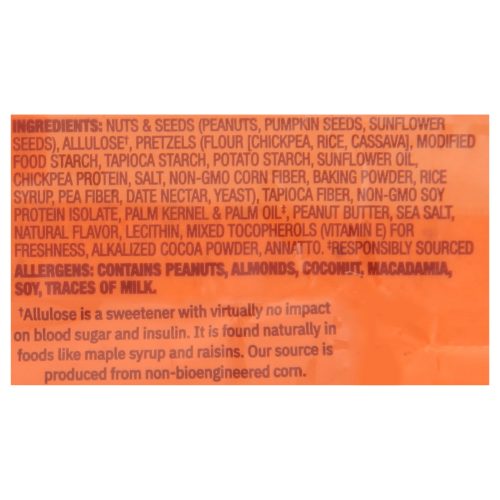 INGREDIENTS: NUTS & SEEDS (PEANUTS, PUMPKIN SEEDS, SUNFLOWER
SEEDS), ALLULOSE†, PRETZELS (FLOUR [CHICKPEA, RICE, CASSAVA], MODIFIED
FOOD STARCH, TAPIOCA STARCH, POTATO STARCH, SUNFLOWER OIL,
CHICKPEA PROTEIN, SALT, NON-GMO CORN FIBER, BAKING POWDER, RICE
SYRUP, PEA FIBER, DATE NECTAR, YEAST), TAPIOCA FIBER, NON-GMO SOY
PROTEIN ISOLATE, PALM KERNEL & PALM OIL‡, PEANUT BUTTER, SEA SALT,
NATURAL FLAVOR, LECITHIN, MIXED TOCOPHEROLS (VITAMIN E) FOR
FRESHNESS, ALKALIZED COCOA POWDER, ANNATTO. ‡RESPONSIBLY SOURCED
ALLERGENS: CONTAINS PEANUTS, ALMONDS, COCONUT, MACADAMIA,
SOY, TRACES OF MILK.
†Allulose is a sweetener with virtually no impact
on blood sugar and insulin. It is found naturally in
foods like maple syrup and raisins. Our source is
produced from non-bioengineered corn.